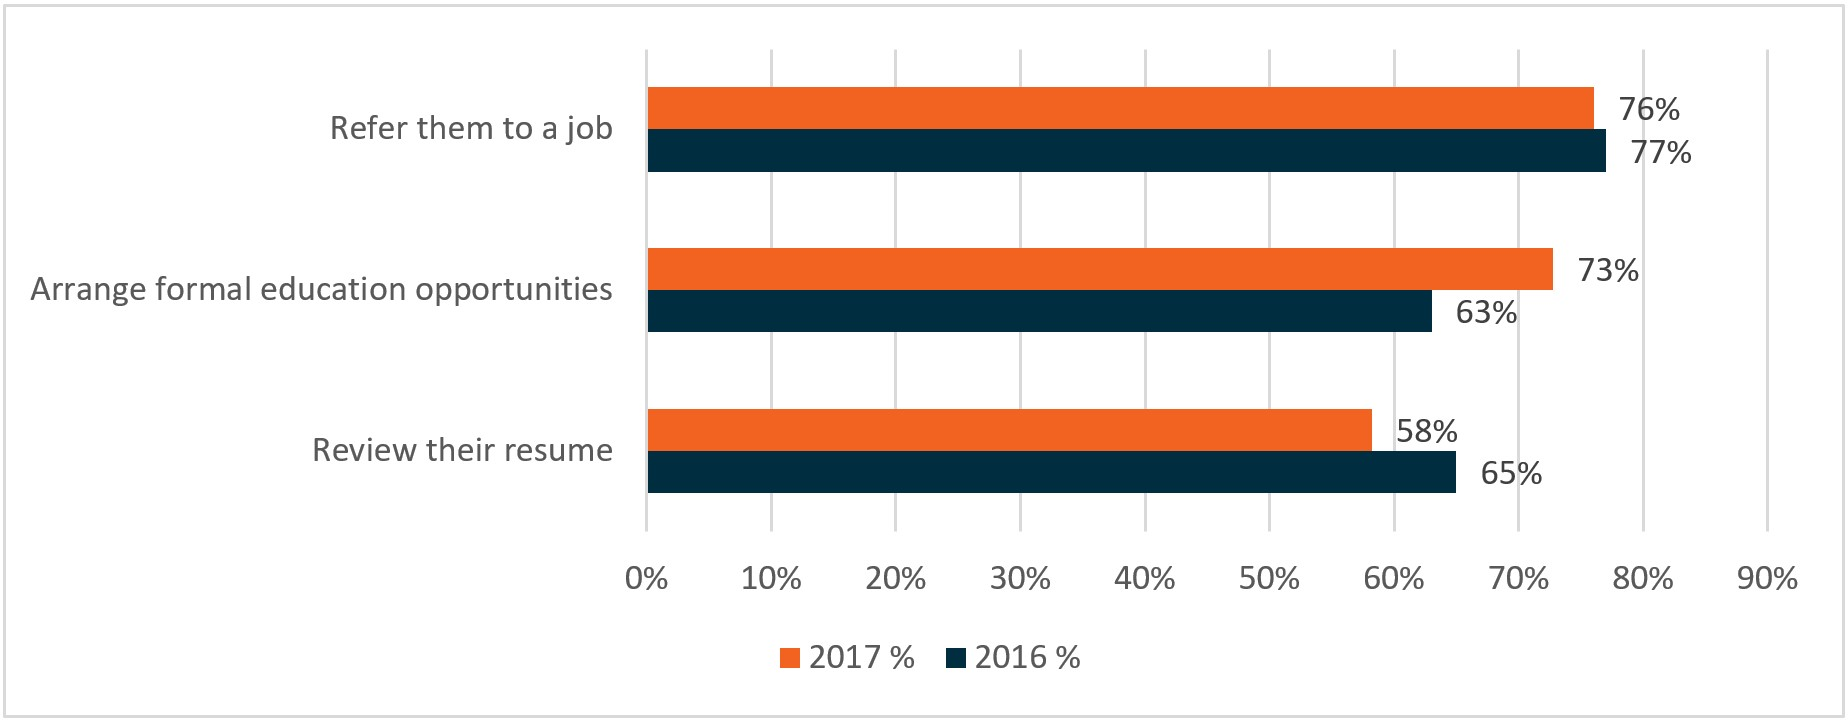 Refer them to a job
76%
77%
Arrange formal education opportunities
73%
63%
Review their resume
58%
65%
0% 10% 20% 30% 40% 50% 60% 70% 80% 90%
2017 % 2016 %